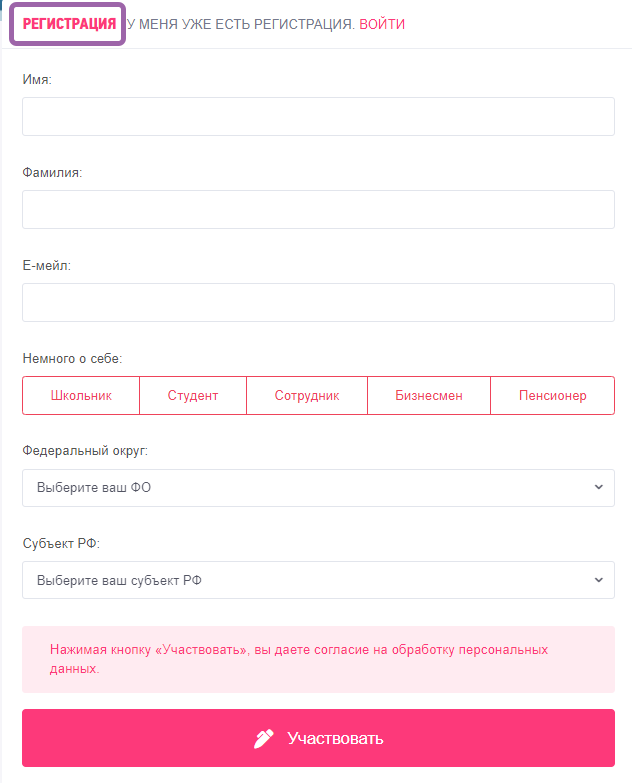 РЕГИСТРАЦИЯ У МЕНЯ УЖЕ ЕСТЬ РЕГИСТРАЦИЯ. ВОЙТИ
Имя:
Фамилия:
Е-мейл:
Немного о себе:
Школьник Студент Сотрудник Бизнесмен Пенсионер
Федеральный округ:
Выберите ваш ФО
Субъект РФ:
Выберите ваш субъект РФ
Нажимая кнопку «Участвовать», вы даете согласие на обработку персональных
данных.
Участвовать